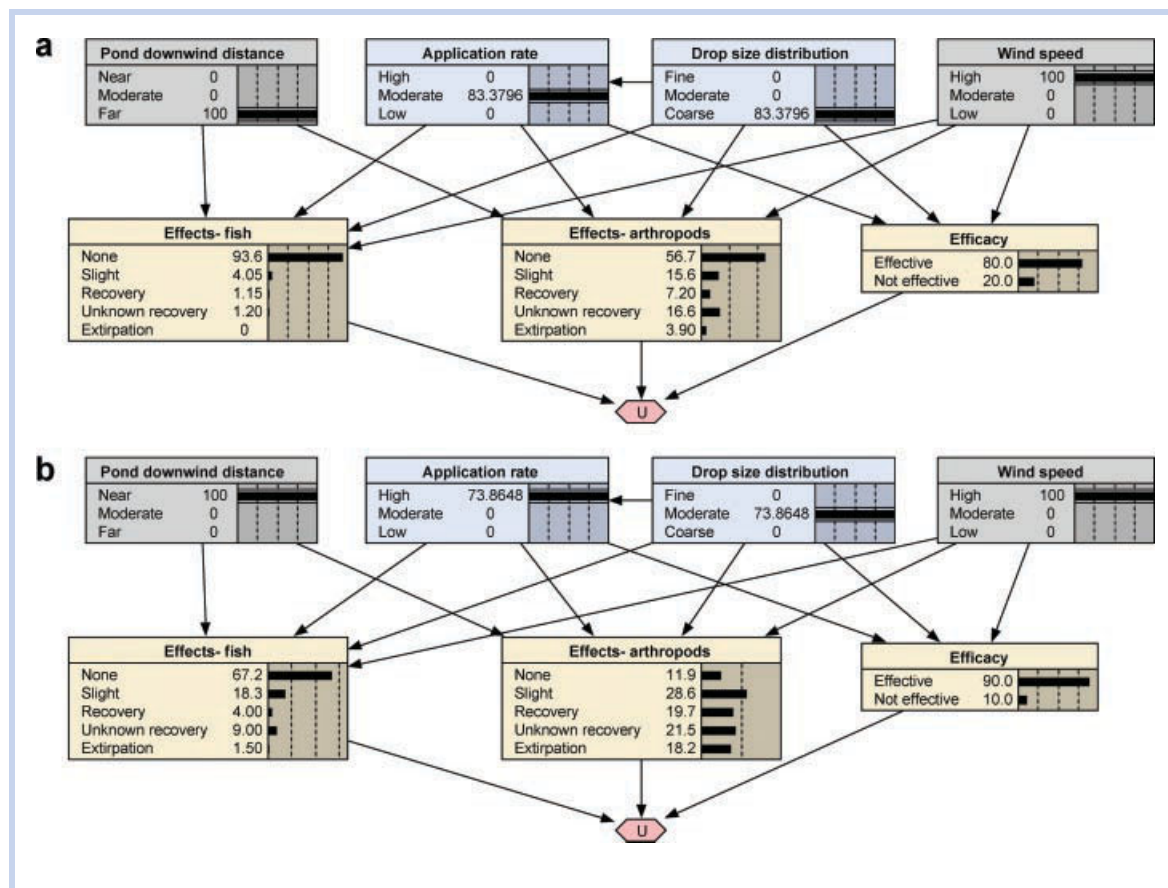 a
Pond downwind distance
Near 0
Moderate 0
Far 100
Application rate
High 0
Moderate 83.3796
Low 0
Drop size distribution
Fine 0
Moderate 0
Coarse 83.3796
Wind speed
High 100
Moderate 0
Low 0
Effects- fish
None 93.6
Slight 4.05
Recovery 1.15
Unknown recovery 1.20
Extirpation 0
Effects- arthropods
None 56.7
Slight 15.6
Recovery 7.20
Unknown recovery 16.6
Extirpation 3.90
Efficacy
Effective 80.0
Not effective 20.0
U
b
Pond downwind distance
Near 100
Moderate 0
Far 0
Application rate
High 73.8648
Moderate 0
Low 0
Drop size distribution
Fine 0
Moderate 73.8648
Coarse 0
Wind speed
High 100
Moderate 0
Low 0
Effects- fish
None 67.2
Slight 18.3
Recovery 4.00
Unknown recovery 9.00
Extirpation 1.50
Effects- arthropods
None 11.9
Slight 28.6
Recovery 19.7
Unknown recovery 21.5
Extirpation 18.2
Efficacy
Effective 90.0
Not effective 10.0
U